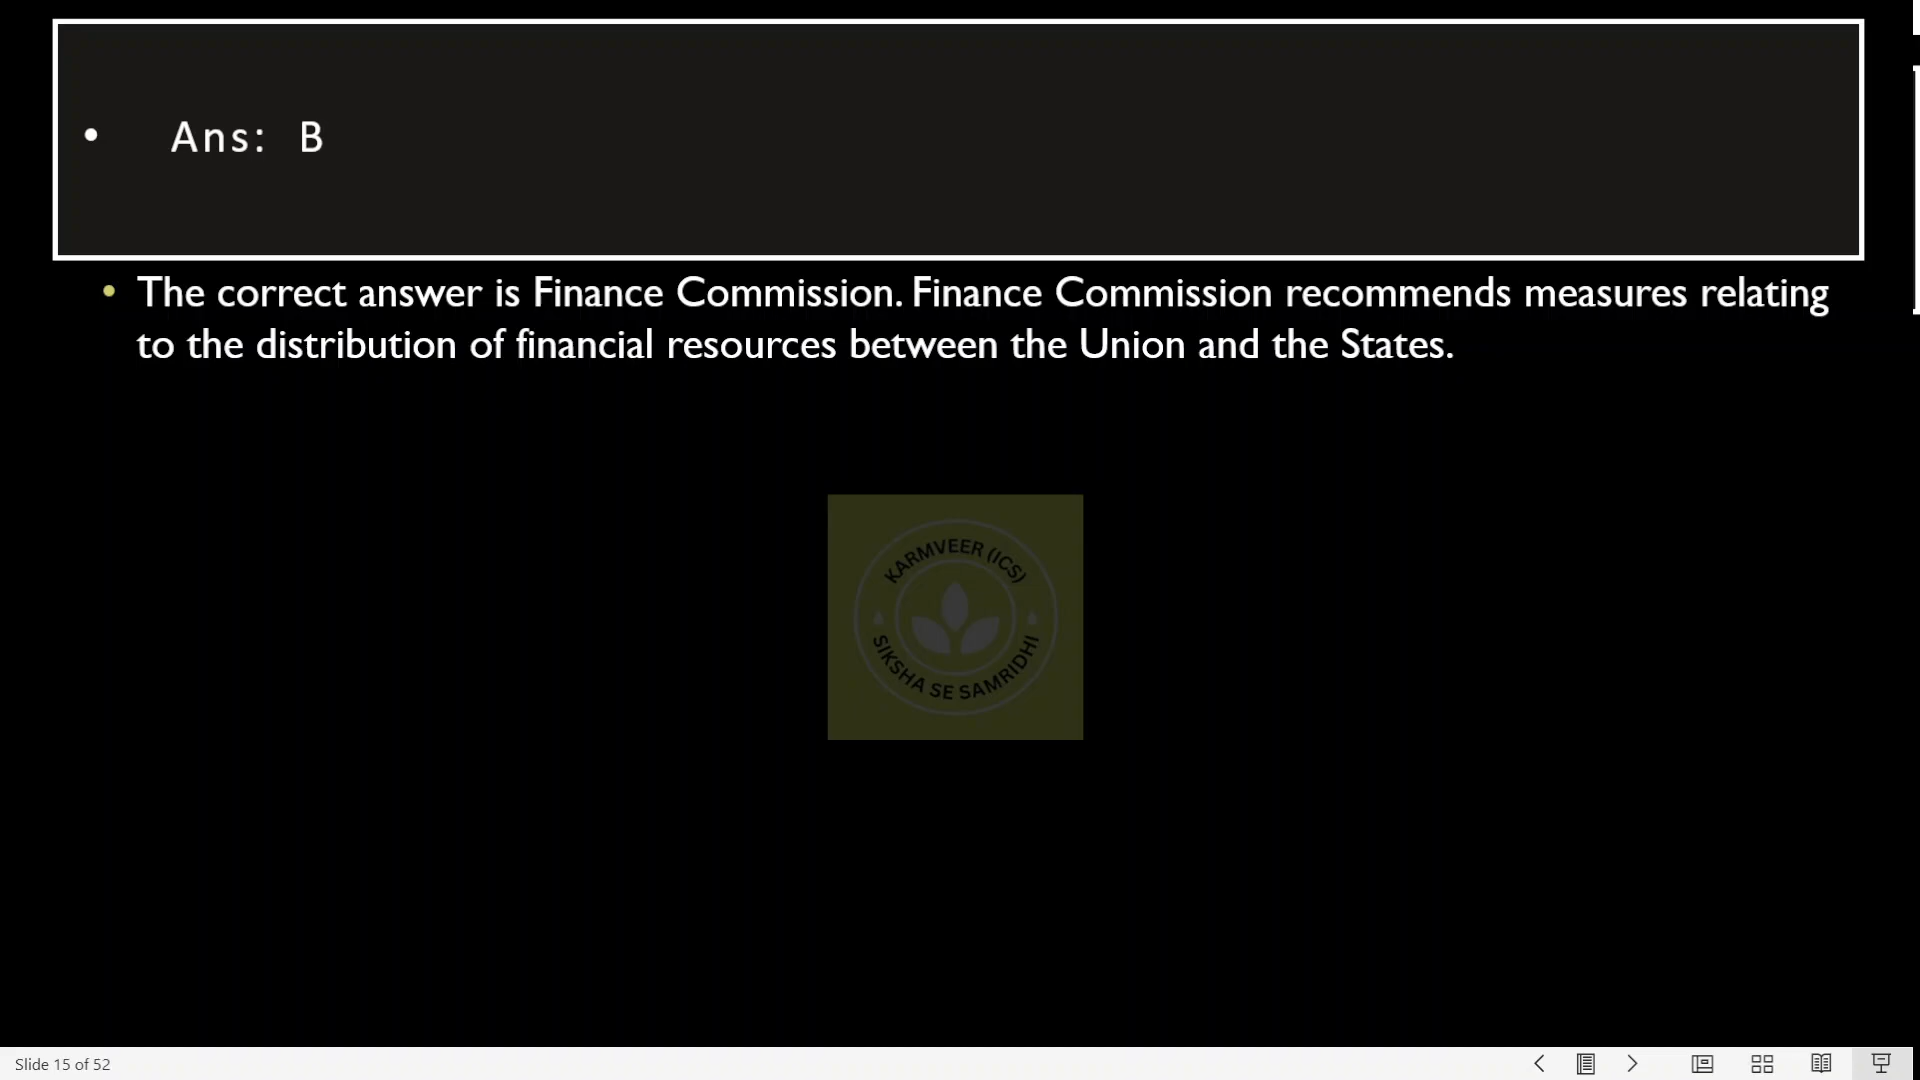 • Ans: B
• The correct answer is Finance Commission. Finance Commission recommends measures relating
to the distribution of financial resources between the Union and the States.
KARMVEER (ICS)
SIKSHA SE SAMRIDHI
Slide 15 of 52